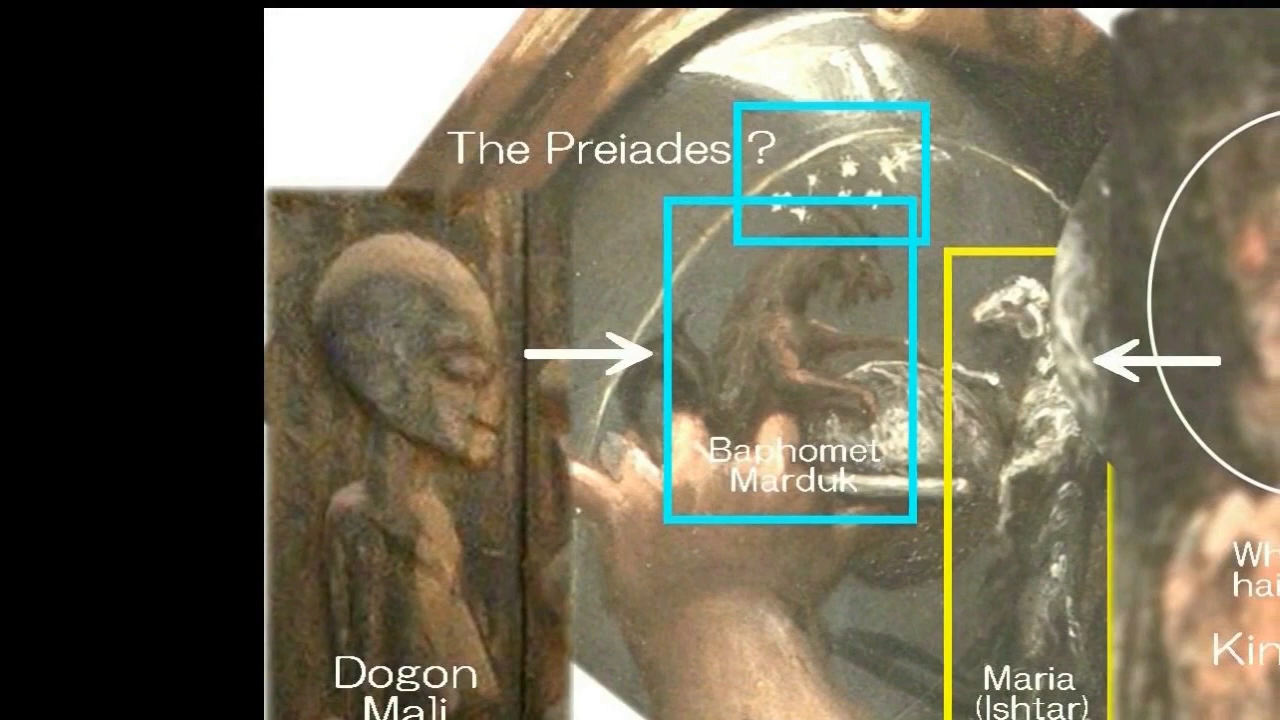 The Preiades ?
Baphomet
Marduk
Dogon
Mali
Maria
(Ishtar)